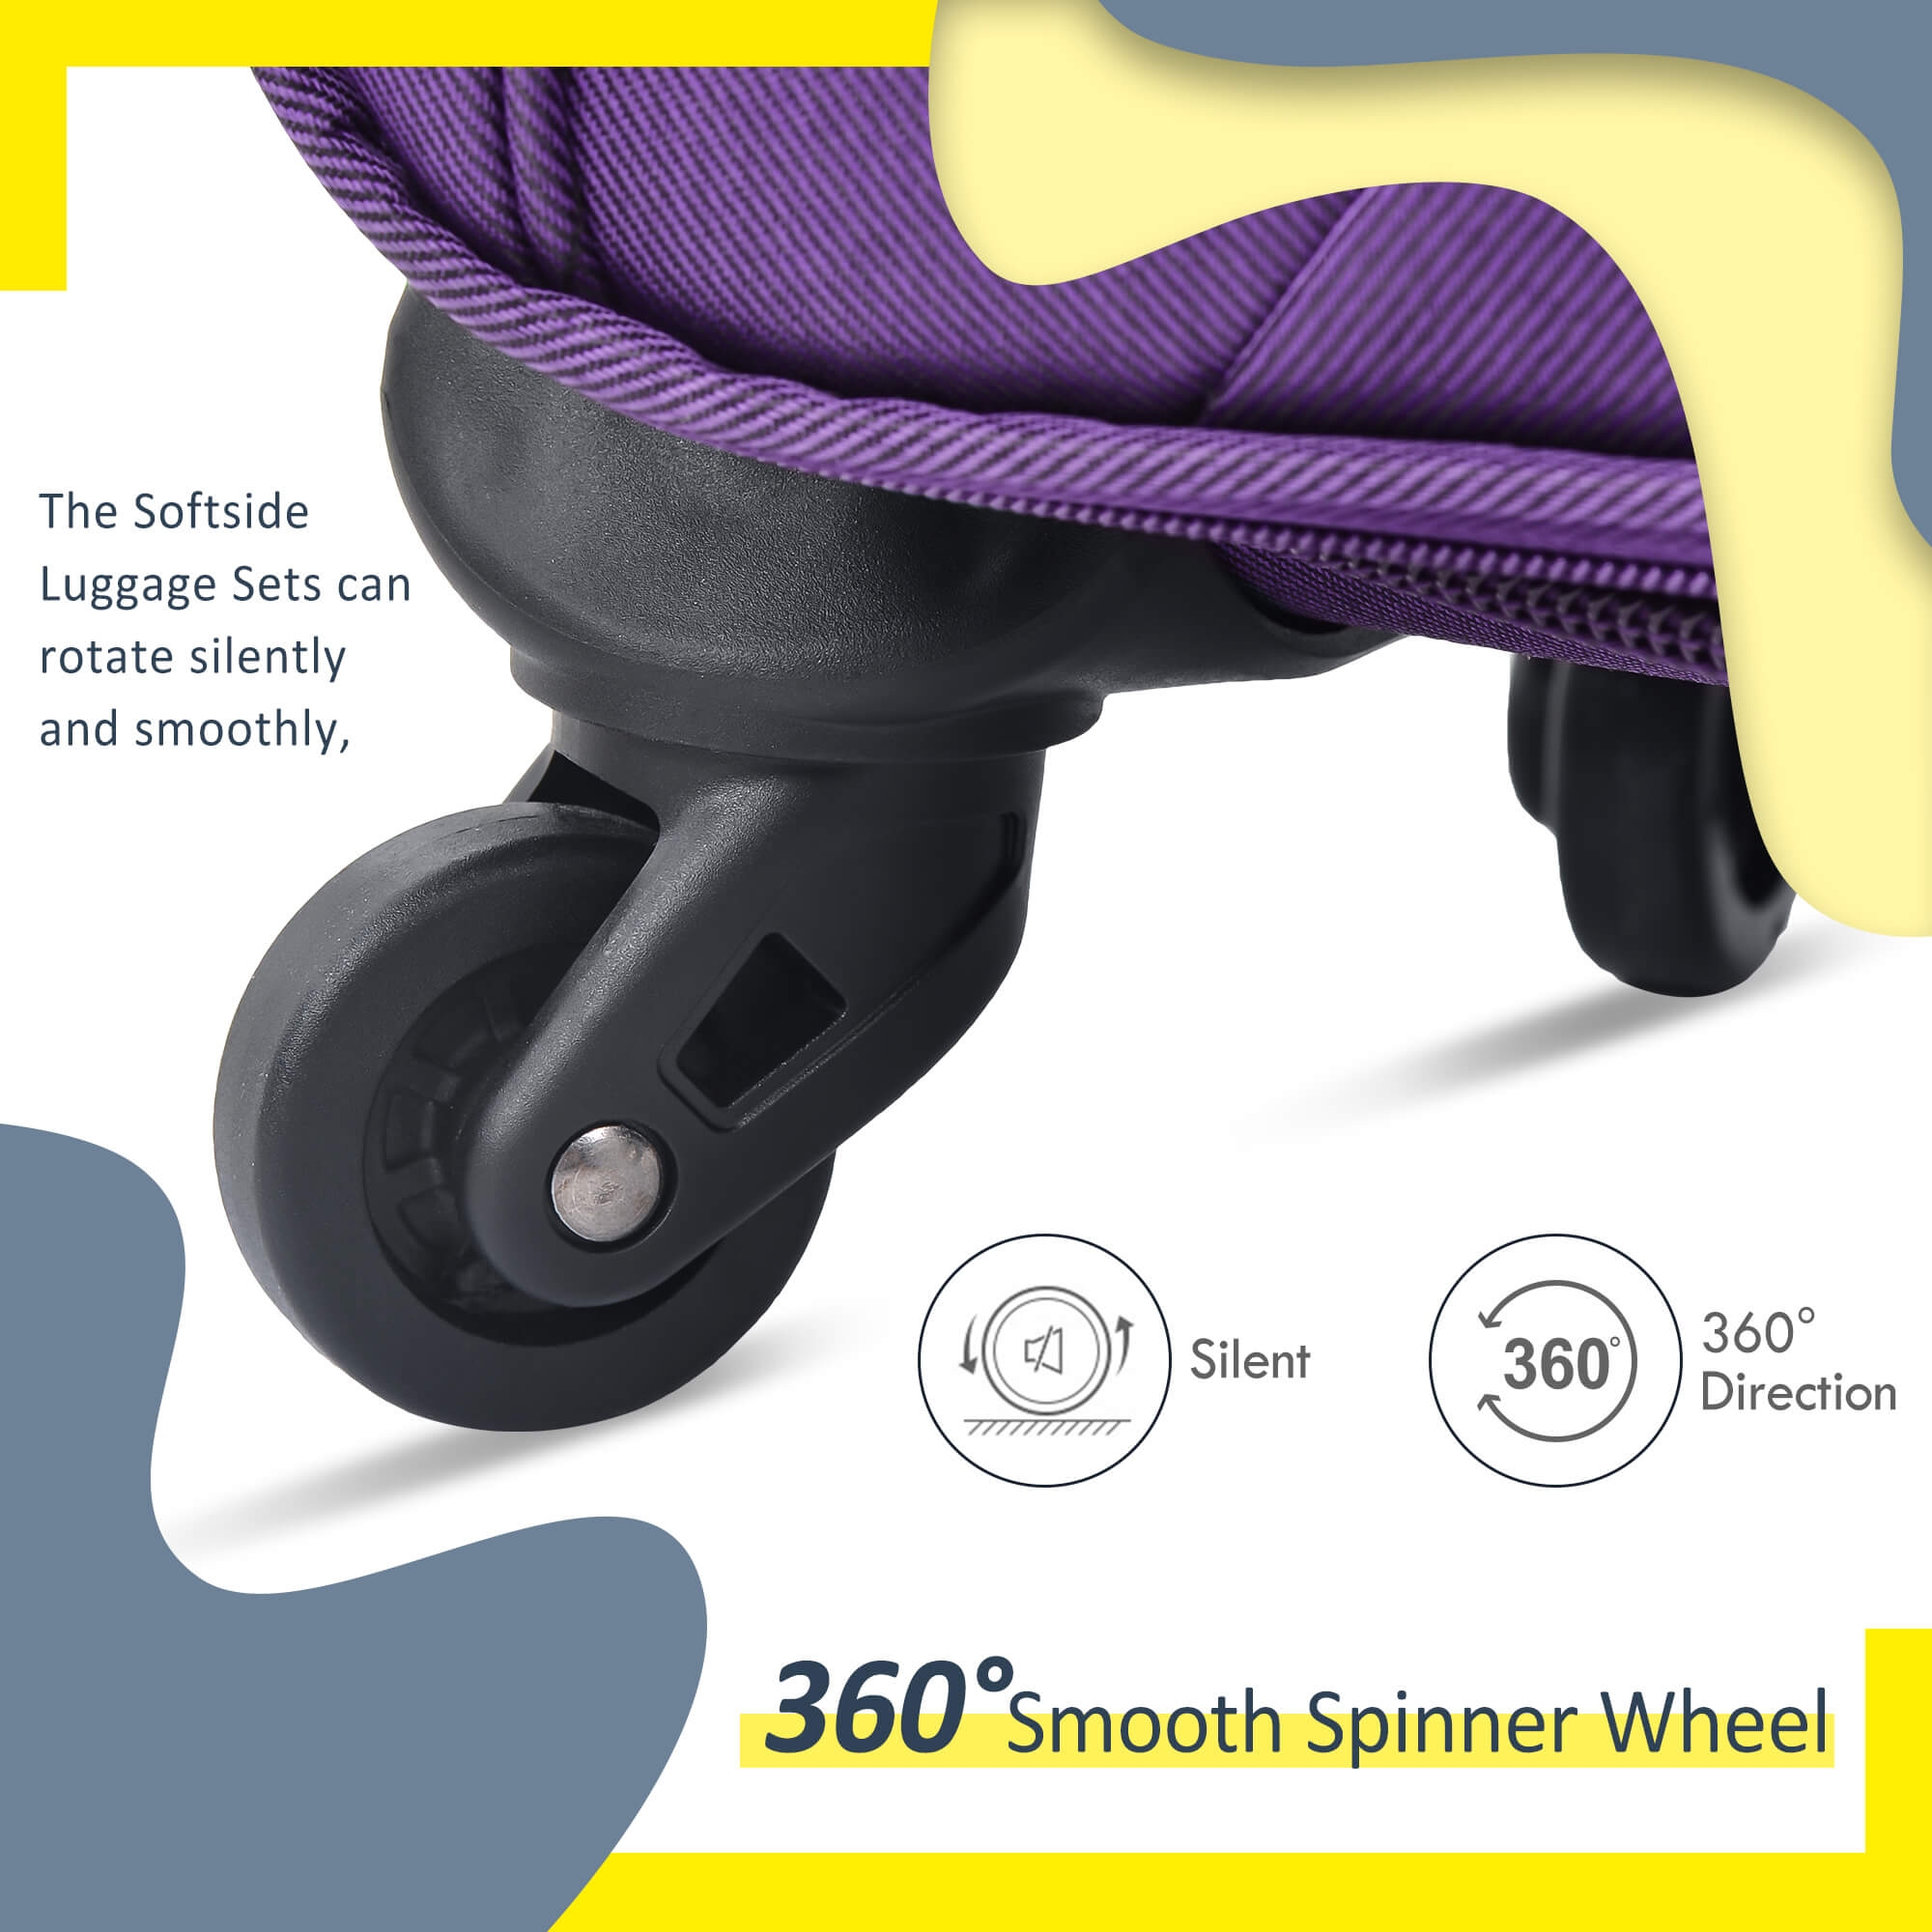 The Softside
Luggage Sets can
rotate silently
and smoothly,
Silent
360°
360°
Direction
360°Smooth Spinner Wheel